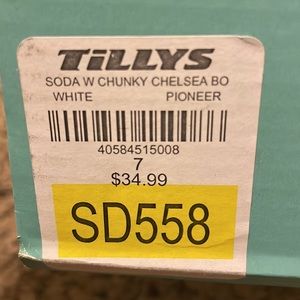 TILLYS
SODA W CHUNKY CHELSEA BO
WHITE PIONEER
40584515008
7
$34.99
SD558